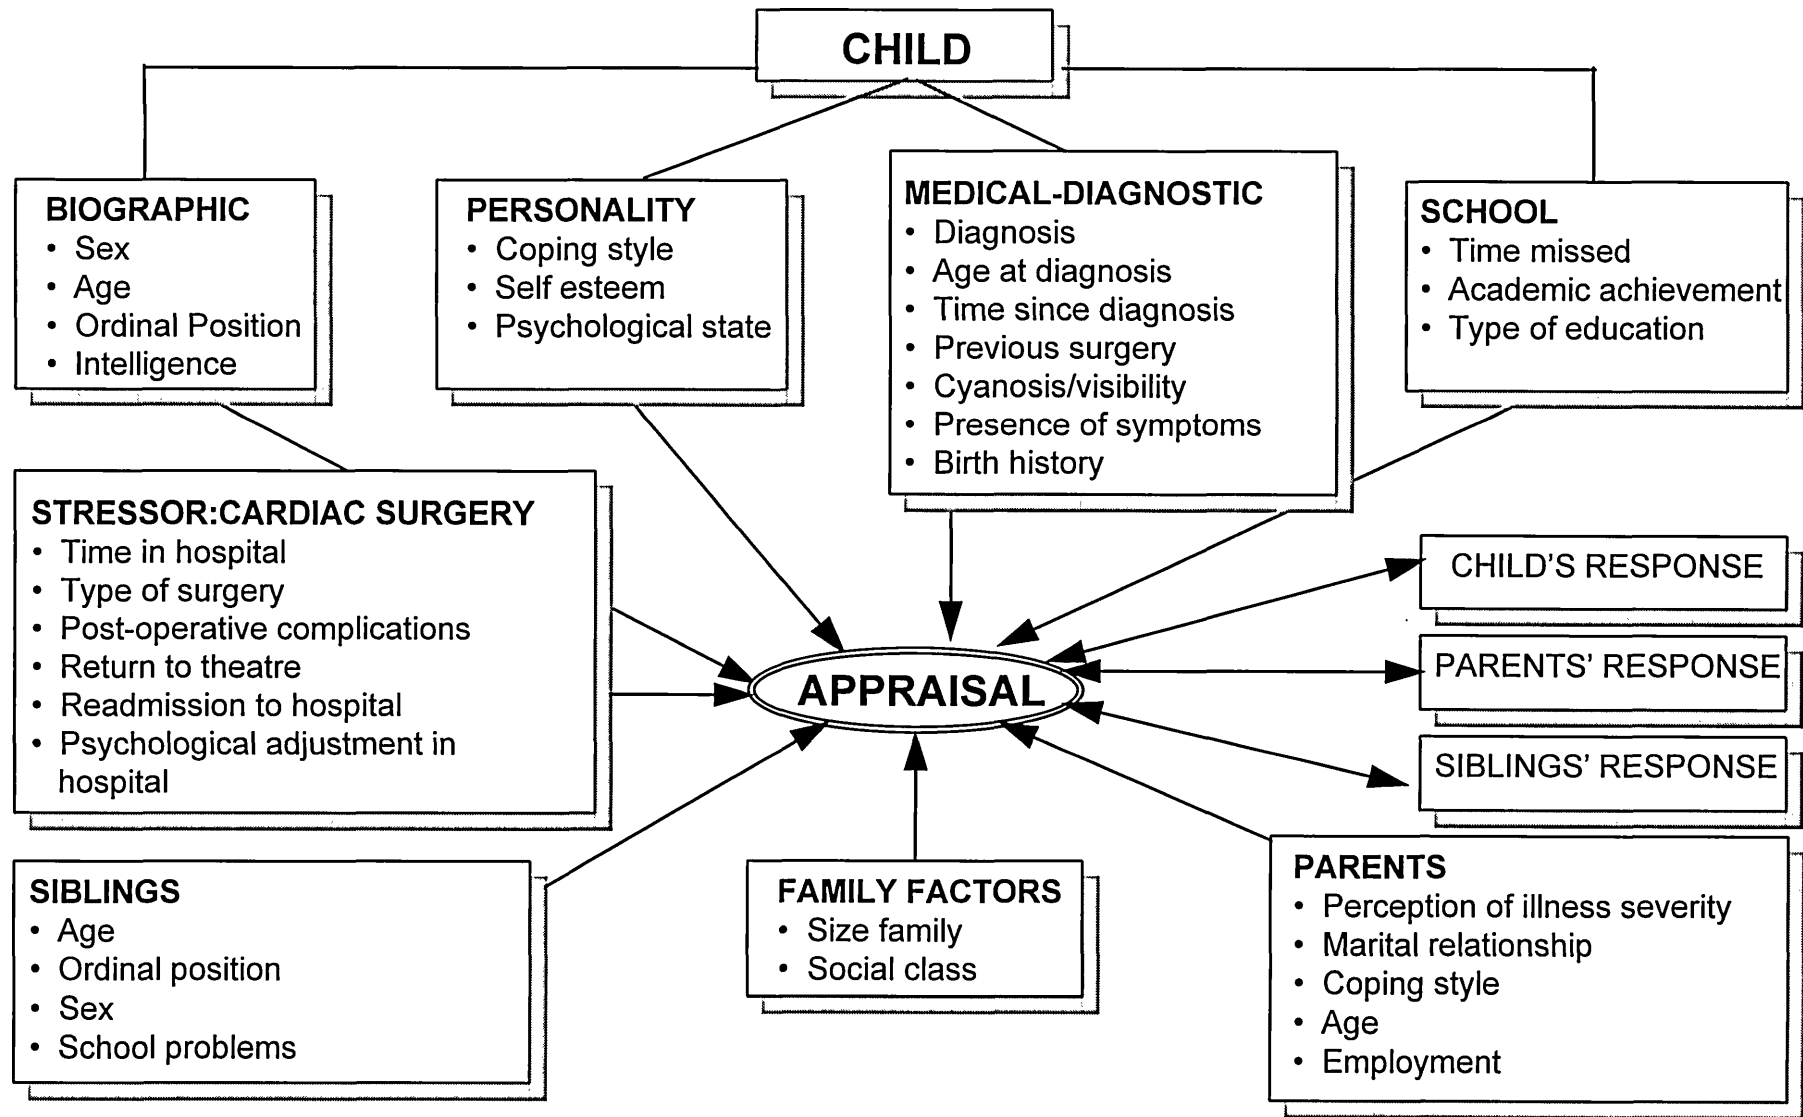 CHILD
BIOGRAPHIC
• Sex
• Age
• Ordinal Position
• Intelligence
PERSONALITY
• Coping style
• Self esteem
• Psychological state
MEDICAL-DIAGNOSTIC
• Diagnosis
• Age at diagnosis
• Time since diagnosis
• Previous surgery
• Cyanosis/visibility
• Presence of symptoms
• Birth history
SCHOOL
• Time missed
• Academic achievement
• Type of education
STRESSOR:CARDIAC SURGERY
• Time in hospital
• Type of surgery
• Post-operative complications
• Return to theatre
• Readmission to hospital
• Psychological adjustment in
hospital
APPRAISAL
CHILD'S RESPONSE
PARENTS' RESPONSE
SIBLINGS' RESPONSE
SIBLINGS
• Age
• Ordinal position
• Sex
• School problems
FAMILY FACTORS
• Size family
• Social class
PARENTS
• Perception of illness severity
• Marital relationship
• Coping style
• Age
• Employment